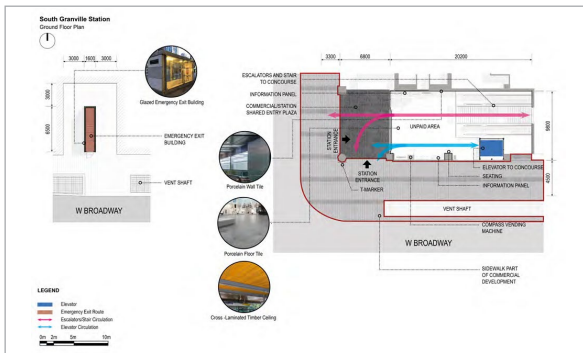 South Granville Station
Ground Floor Plan
3000
1600
3000
3000
6500
Glazed Emergency Exit Building
EMERGENCY EXIT
BUILDING
VENT SHAFT
W BROADWAY
Porcelain Wall Tile
Porcelain Floor Tile
Cross -Laminated Timber Ceiling
3300
6800
20200
ESCALATORS AND STAIR
TO CONCOURSE
INFORMATION PANEL
COMMERCIAL/STATION
SHARED ENTRY PLAZA
UNPAID AREA
STATION
ENTRANCE
STATION
ENTRANCE
T-MARKER
9800
4500
ELEVATOR TO CONCOURSE
SEATING
INFORMATION PANEL
VENT SHAFT
COMPASS VENDING
MACHINE
W BROADWAY
SIDEWALK PART
OF COMMERCIAL
DEVELOPMENT
LEGEND
Elevator
Emergency Exit Route
Escalators/Stair Circulation
Elevator Circulation
0m 2m 5m 10m